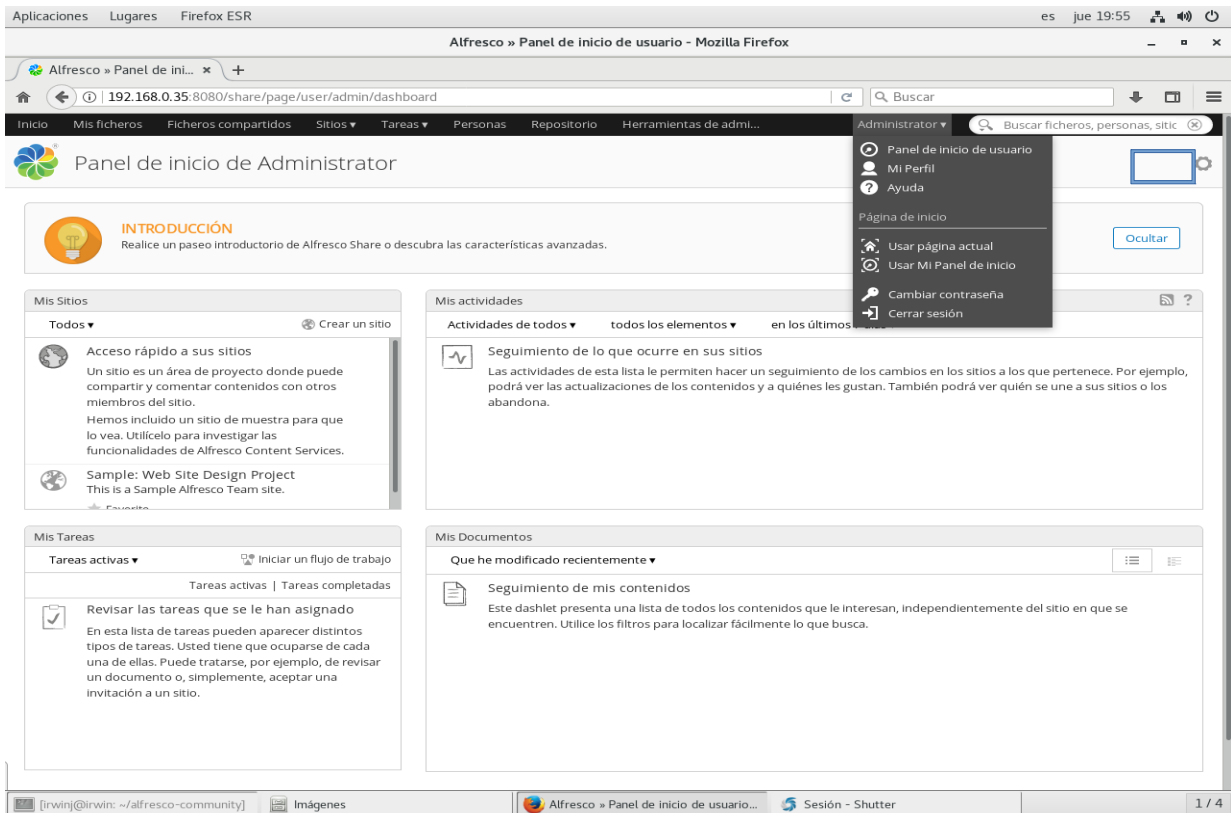 Aplicaciones Lugares Firefox ESR es jue 19:55
Alfresco » Panel de inicio de usuario - Mozilla Firefox
Alfresco » Panel de ini...
192.168.0.35:8080/share/page/user/admin/dashboard Buscar
Inicio Mis ficheros Ficheros compartidos Sitios Tareas Personas Repositorio Herramientas de admi... Administrator Buscar ficheros, personas, sitic
Panel de inicio de Administrator
Panel de inicio de usuario
Mi Perfil
Ayuda
Página de inicio
Usar página actual
Usar Mi Panel de inicio
Cambiar contraseña
Cerrar sesión
INTRODUCCIÓN
Realice un paseo introductorio de Alfresco Share o descubra las características avanzadas.
Ocultar
Mis Sitios
Todos Crear un sitio
Acceso rápido a sus sitios
Un sitio es un área de proyecto donde puede
compartir y comentar contenidos con otros
miembros del sitio.
Hemos incluido un sitio de muestra para que
lo vea. Utilícelo para investigar las
funcionalidades de Alfresco Content Services.
Sample: Web Site Design Project
This is a Sample Alfresco Team site.
Favorite
Mis actividades
Actividades de todos todos los elementos en los últimos
Seguimiento de lo que ocurre en sus sitios
Las actividades de esta lista le permiten hacer un seguimiento de los cambios en los sitios a los que pertenece. Por ejemplo,
podrá ver las actualizaciones de los contenidos y a quiénes les gustan. También podrá ver quién se une a sus sitios o los
abandona.
Mis Tareas
Tareas activas Iniciar un flujo de trabajo
Tareas activas | Tareas completadas
Revisar las tareas que se le han asignado
En esta lista de tareas pueden aparecer distintos
tipos de tareas. Usted tiene que ocuparse de cada
una de ellas. Puede tratarse, por ejemplo, de revisar
un documento o, simplemente, aceptar una
invitación a un sitio.
Mis Documentos
Que he modificado recientemente
Seguimiento de mis contenidos
Este dashlet presenta una lista de todos los contenidos que le interesan, independientemente del sitio en que se
encuentren. Utilice los filtros para localizar fácilmente lo que busca.
[irwinj@irwin: ~/alfresco-community] Imágenes Alfresco » Panel de inicio de usuario... Sesión - Shutter 1 / 4